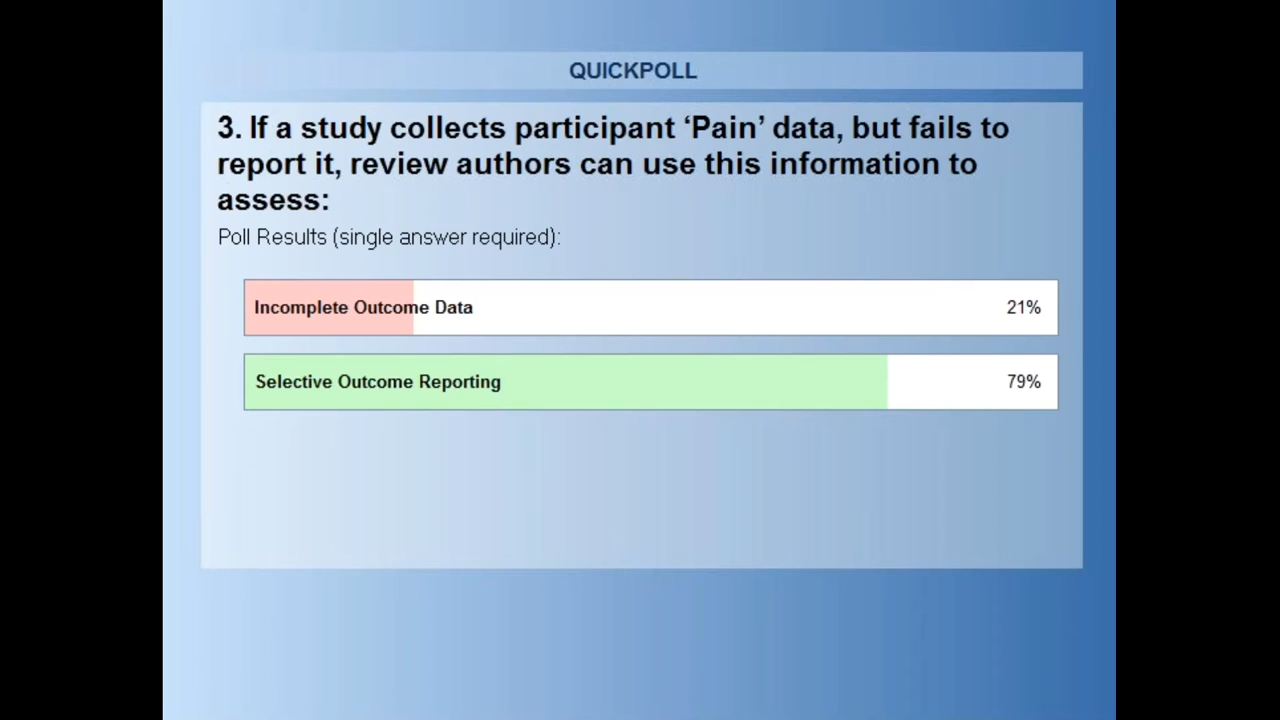 QUICKPOLL
3. If a study collects participant ‘Pain’ data, but fails to
report it, review authors can use this information to
assess:
Poll Results (single answer required):
Incomplete Outcome Data 21%
Selective Outcome Reporting 79%